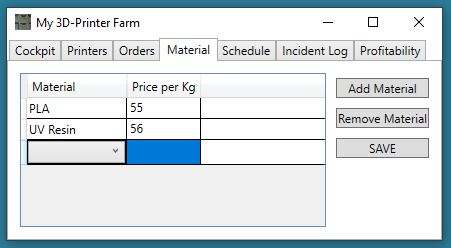 My 3D-Printer Farm
Cockpit Printers Orders Material Schedule Incident Log Profitability
Material Price per Kg
PLA 55
UV Resin 56
Add Material
Remove Material
SAVE